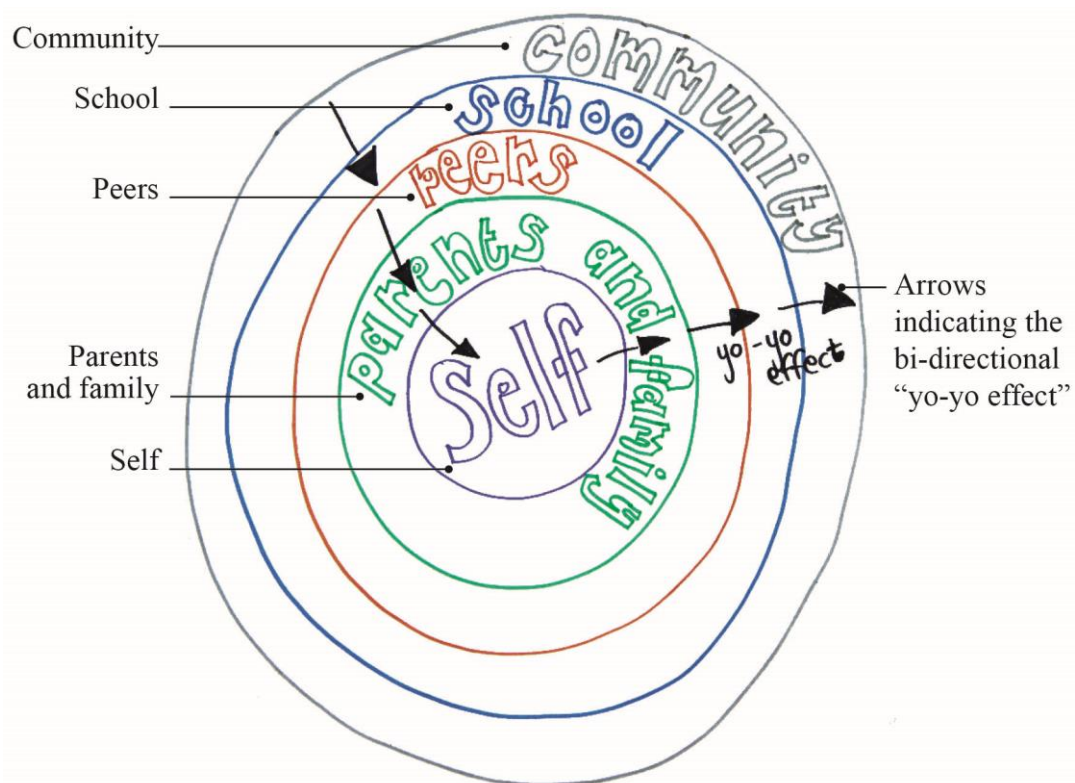 Community
School
Peers
Parents
and family
Self
community
school
peers
parents and family
Self
yo-yo
effect
Arrows
indicating the
bi-directional
“yo-yo effect”